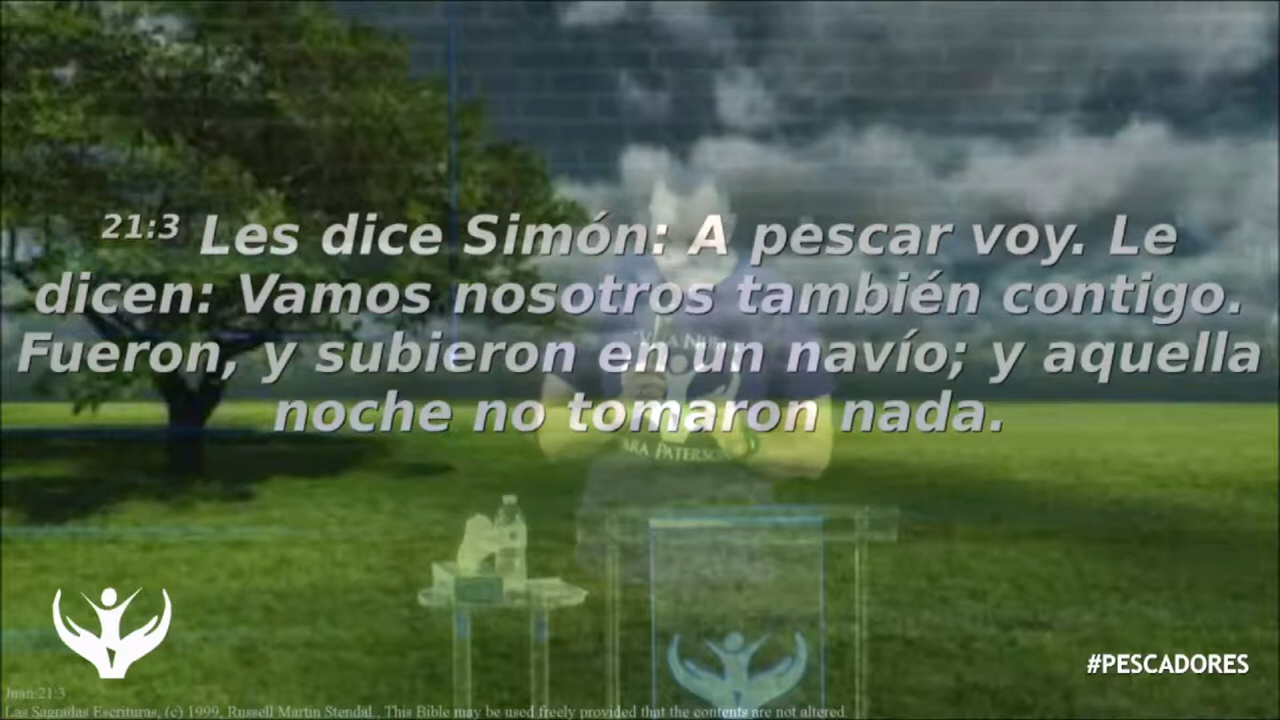 21:3 Les dice Simón: A pescar voy. Le
dicen: Vamos nosotros también contigo.
Fueron, y subieron en un navío; y aquella
noche no tomaron nada.
PATERSON
#PESCADORES
Juan 21:3
Las Sagradas Escrituras, (c) 1999, Russell Martin Stendal., This Bible may be used freely provided that the contents are not altered.